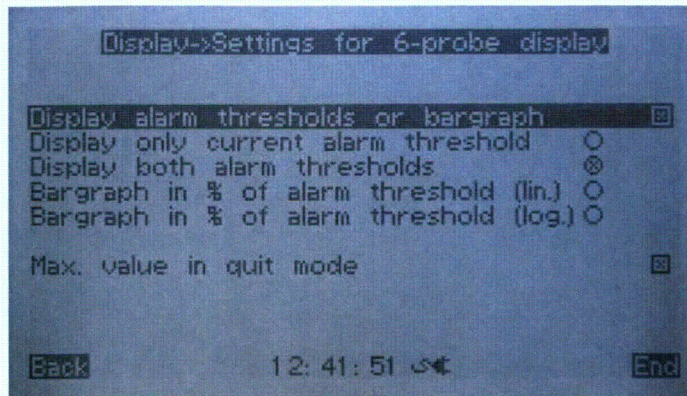 Display->Settings for 6-probe display
Display alarm thresholds or bargraph
Display only current alarm threshold
Display both alarm thresholds
Bargraph in % of alarm threshold (lin.)
Bargraph in % of alarm threshold (log.)
Max. value in quit mode
Back 12:41:51 End